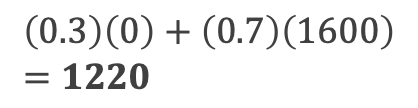 (0.3)(0) + (0.7)(1600)
= 1220